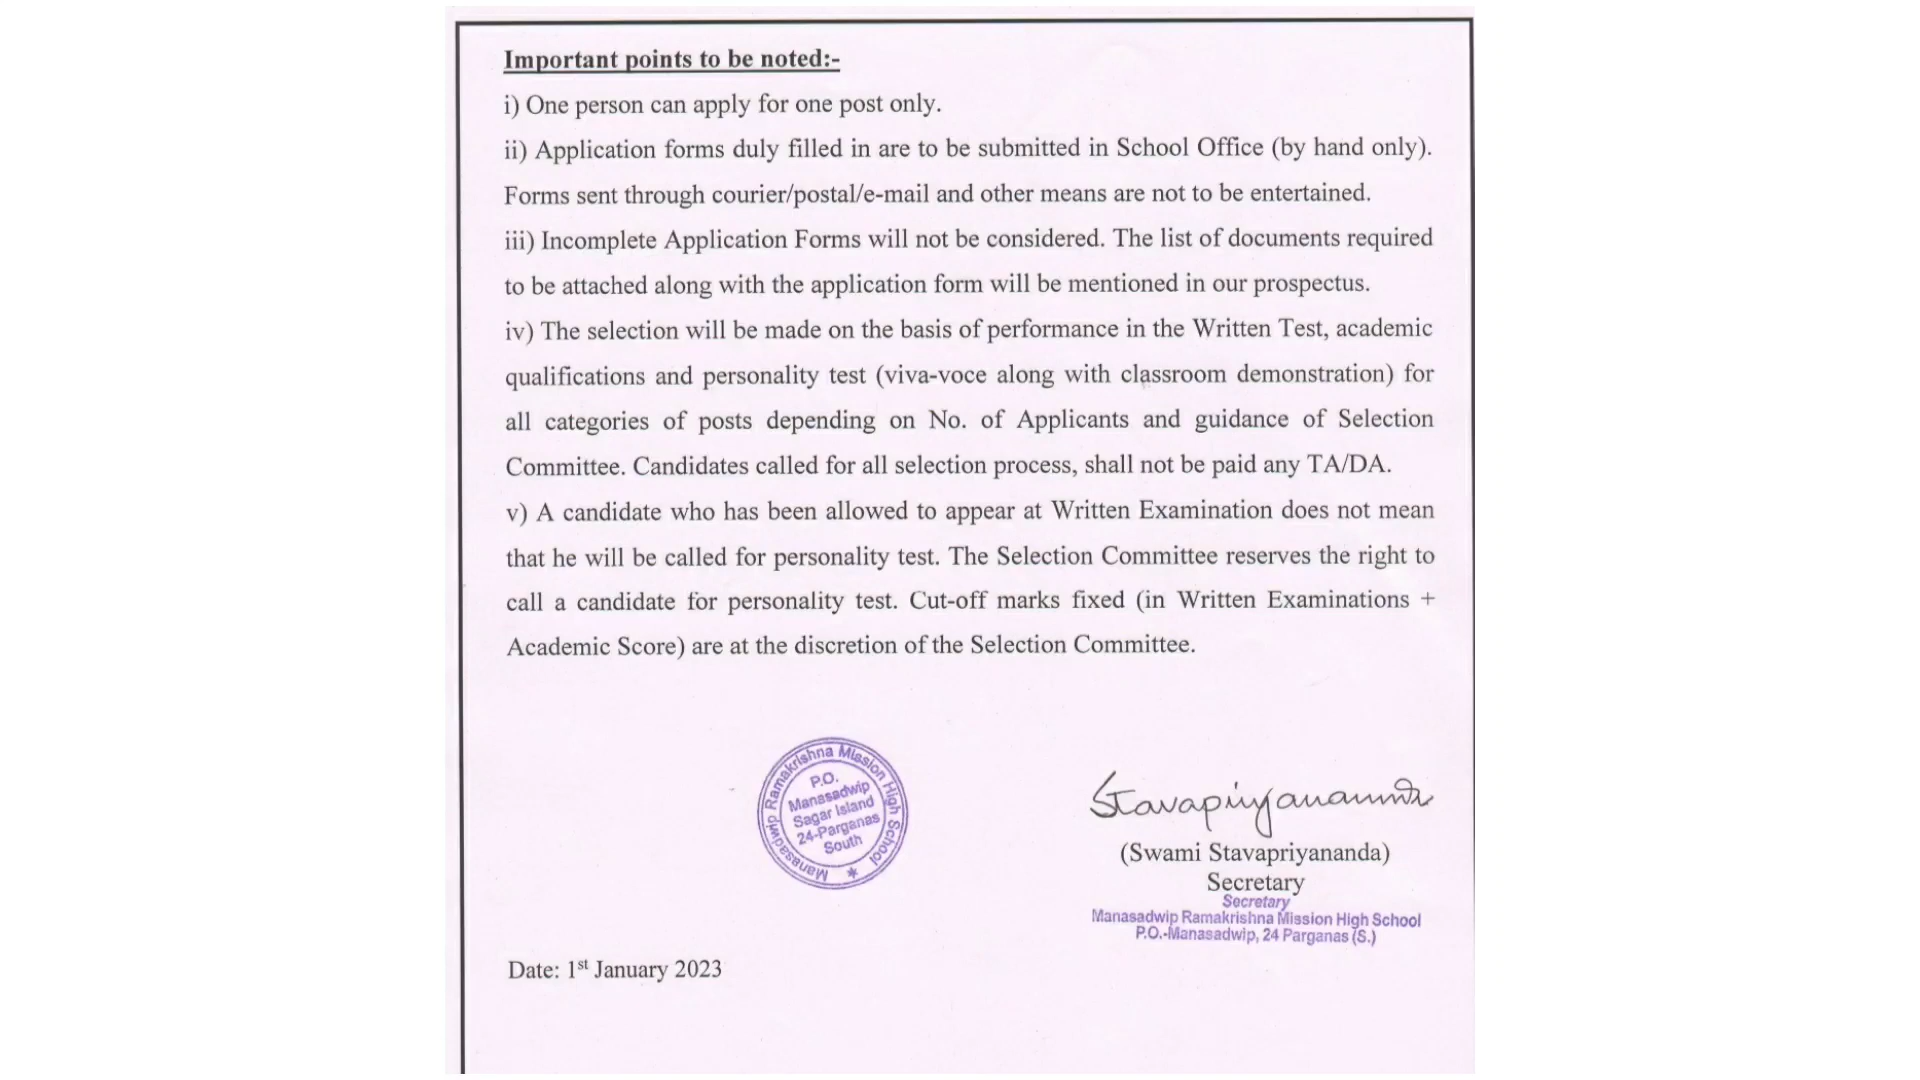 Important points to be noted:-
i) One person can apply for one post only.
ii) Application forms duly filled in are to be submitted in School Office (by hand only).
Forms sent through courier/postal/e-mail and other means are not to be entertained.
iii) Incomplete Application Forms will not be considered. The list of documents required
to be attached along with the application form will be mentioned in our prospectus.
iv) The selection will be made on the basis of performance in the Written Test, academic
qualifications and personality test (viva-voce along with classroom demonstration) for
all categories of posts depending on No. of Applicants and guidance of Selection
Committee. Candidates called for all selection process, shall not be paid any TA/DA.
v) A candidate who has been allowed to appear at Written Examination does not mean
that he will be called for personality test. The Selection Committee reserves the right to
call a candidate for personality test. Cut-off marks fixed (in Written Examinations +
Academic Score) are at the discretion of the Selection Committee.
Manasadwip Ramakrishna Mission High School *
P.O.
Manasadwip
Sagar Island
24-Parganas
South
Stavapriyananda
(Swami Stavapriyananda)
Secretary
Secretary
Manasadwip Ramakrishna Mission High School
P.O.-Manasadwip, 24 Parganas (S.)
Date: 1st January 2023